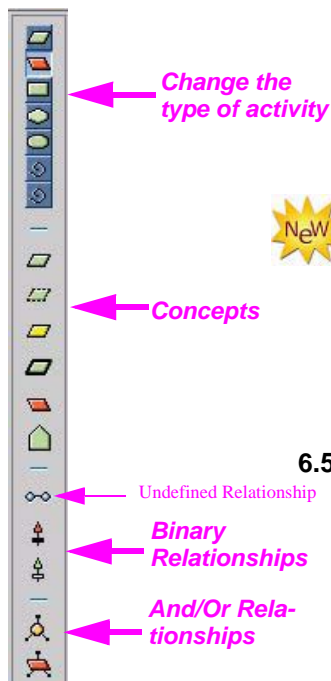 Change the
type of activity
NeW
Concepts
6.5
Undefined Relationship
Binary
Relationships
And/Or Rela-
tionships